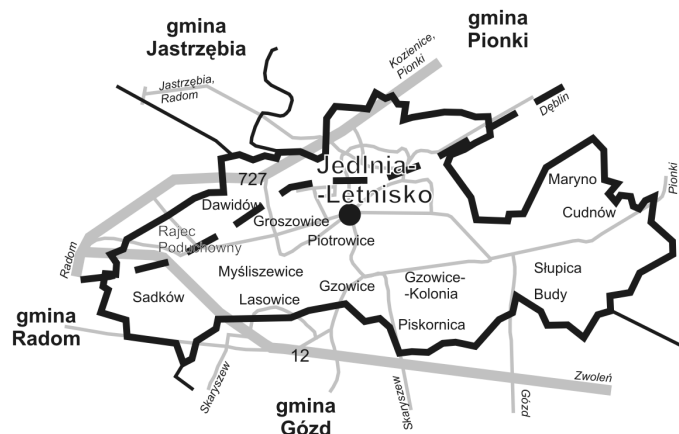 gmina
Jastrzębia
gmina
Pionki
Kozienice,
Pionki
Jastrzębia,
Radom
Dęblin
Jedlnia-
-Letnisko
727
Maryno
Pionki
Dawidów
Cudnów
Groszowice
Rajec
Poduchowny
Piotrowice
Radom
Myśliszewice
Gzowice-
-Kolonia
Słupica
Sadków
Lasowice
Gzowice
Budy
gmina
Radom
Piskornica
12
Skaryszew
Zwoleń
Skaryszew
Gózd
gmina
Gózd